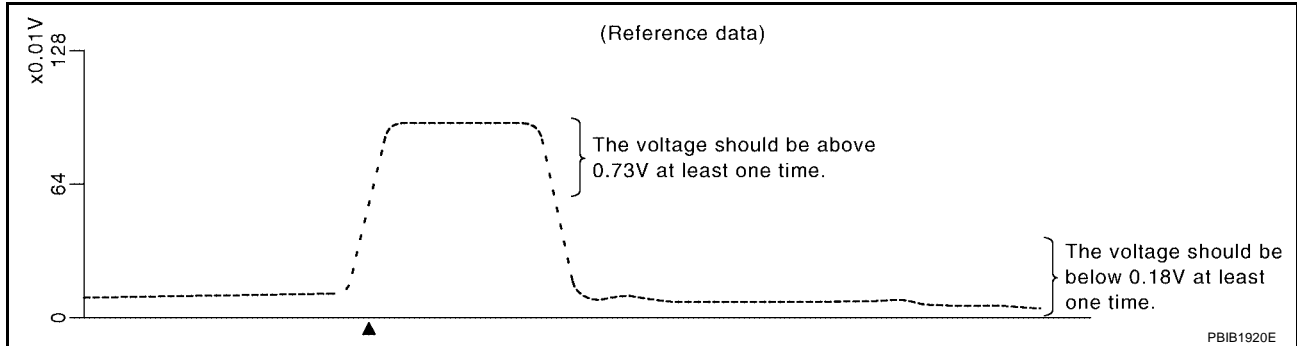 (Reference data)
x0.01V
128
64
0
The voltage should be above
0.73V at least one time.
The voltage should be
below 0.18V at least
one time.
PBIB1920E